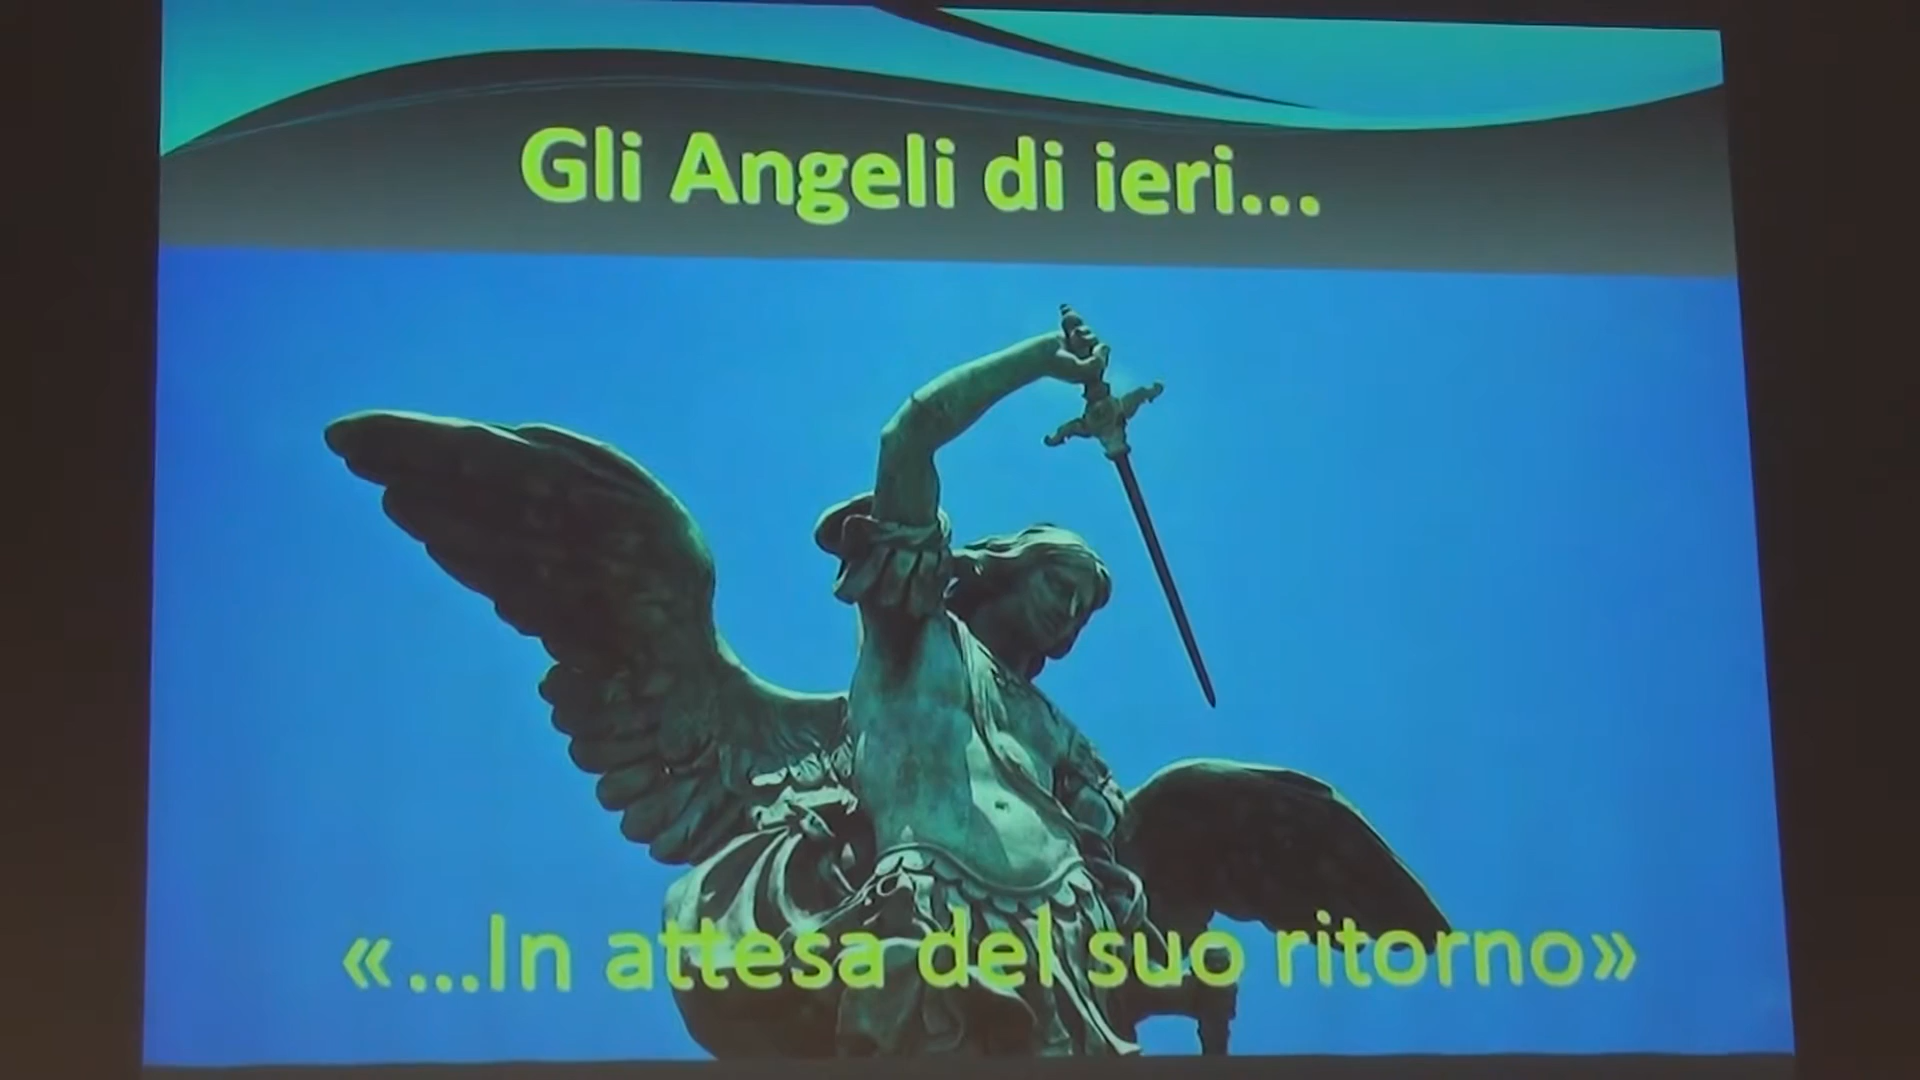 Gli Angeli di ieri...
«...In attesa del suo ritorno»